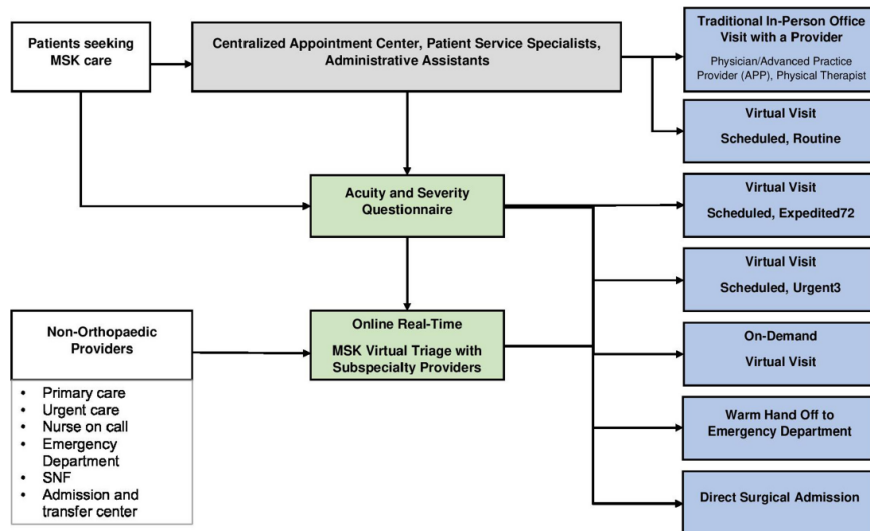 Patients seeking
MSK care
Centralized Appointment Center, Patient Service Specialists,
Administrative Assistants
Traditional In-Person Office
Visit with a Provider
Physician/Advanced Practice
Provider (APP), Physical Therapist
Virtual Visit
Scheduled, Routine
Acuity and Severity
Questionnaire
Virtual Visit
Scheduled, Expedited72
Virtual Visit
Scheduled, Urgent3
Non-Orthopaedic
Providers
• Primary care
• Urgent care
• Nurse on call
• Emergency
Department
• SNF
• Admission and
transfer center
Online Real-Time
MSK Virtual Triage with
Subspecialty Providers
On-Demand
Virtual Visit
Warm Hand Off to
Emergency Department
Direct Surgical Admission